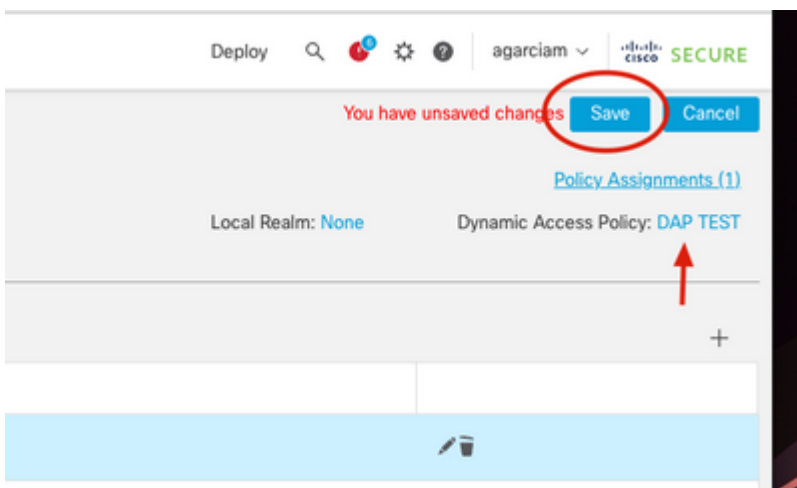 Deploy 6 agarciam cisco SECURE
You have unsaved changes Save Cancel
Policy Assignments (1)
Local Realm: None Dynamic Access Policy: DAP TEST